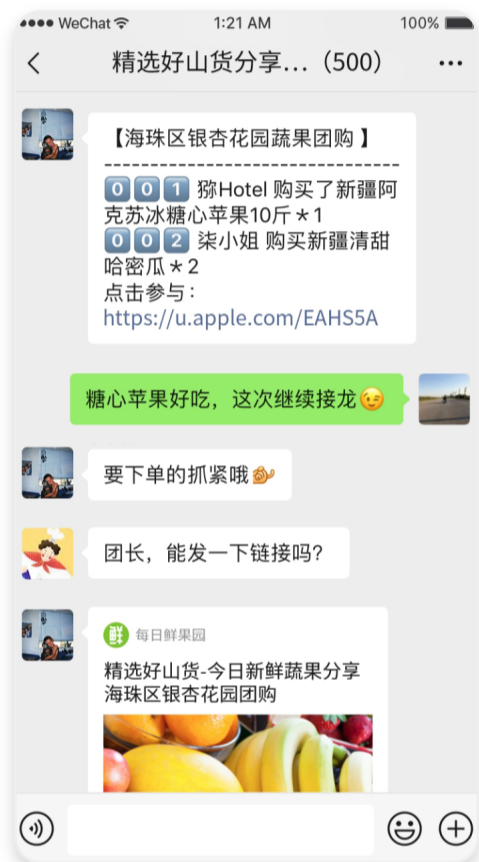 WeChat 1:21 AM 100%
精选好山货分享...（500）
【海珠区银杏花园蔬果团购 】
--------------------------------
0️⃣0️⃣1️⃣ 猕Hotel 购买了新疆阿
克苏冰糖心苹果10斤＊1
0️⃣0️⃣2️⃣ 柒小姐 购买新疆清甜
哈密瓜＊2
点击参与：
https://u.apple.com/EAHS5A
糖心苹果好吃，这次继续接龙😉
要下单的抓紧哦
团长，能发一下链接吗？
鲜 每日鲜果园
精选好山货-今日新鲜蔬果分享
海珠区银杏花园团购